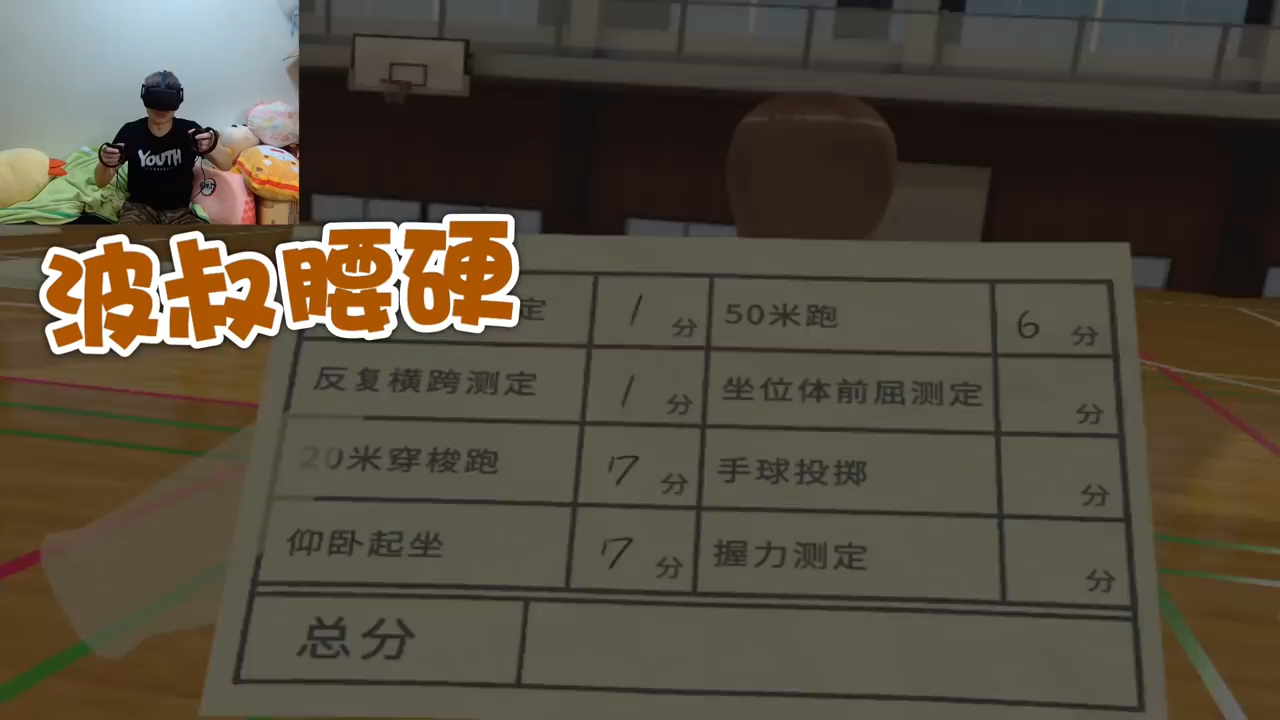 YOUTH
波叔腰硬
定 1 分 50米跑 6 分
反复横跨测定 1 分 坐位体前屈测定 分
20米穿梭跑 7 分 手球投掷 分
仰卧起坐 7 分 握力测定 分
总分